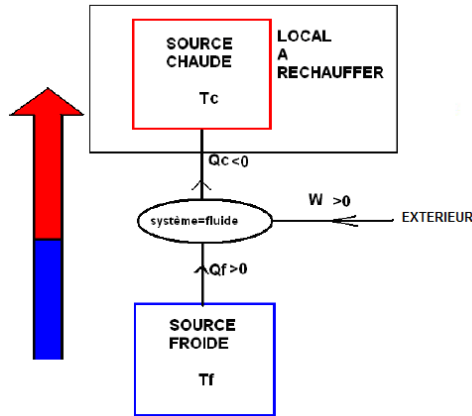 SOURCE
CHAUDE
Tc
LOCAL
A
RECHAUFFER
Qc<0
système=fluide
W >0
EXTERIEUR
Qf>0
SOURCE
FROIDE
Tf